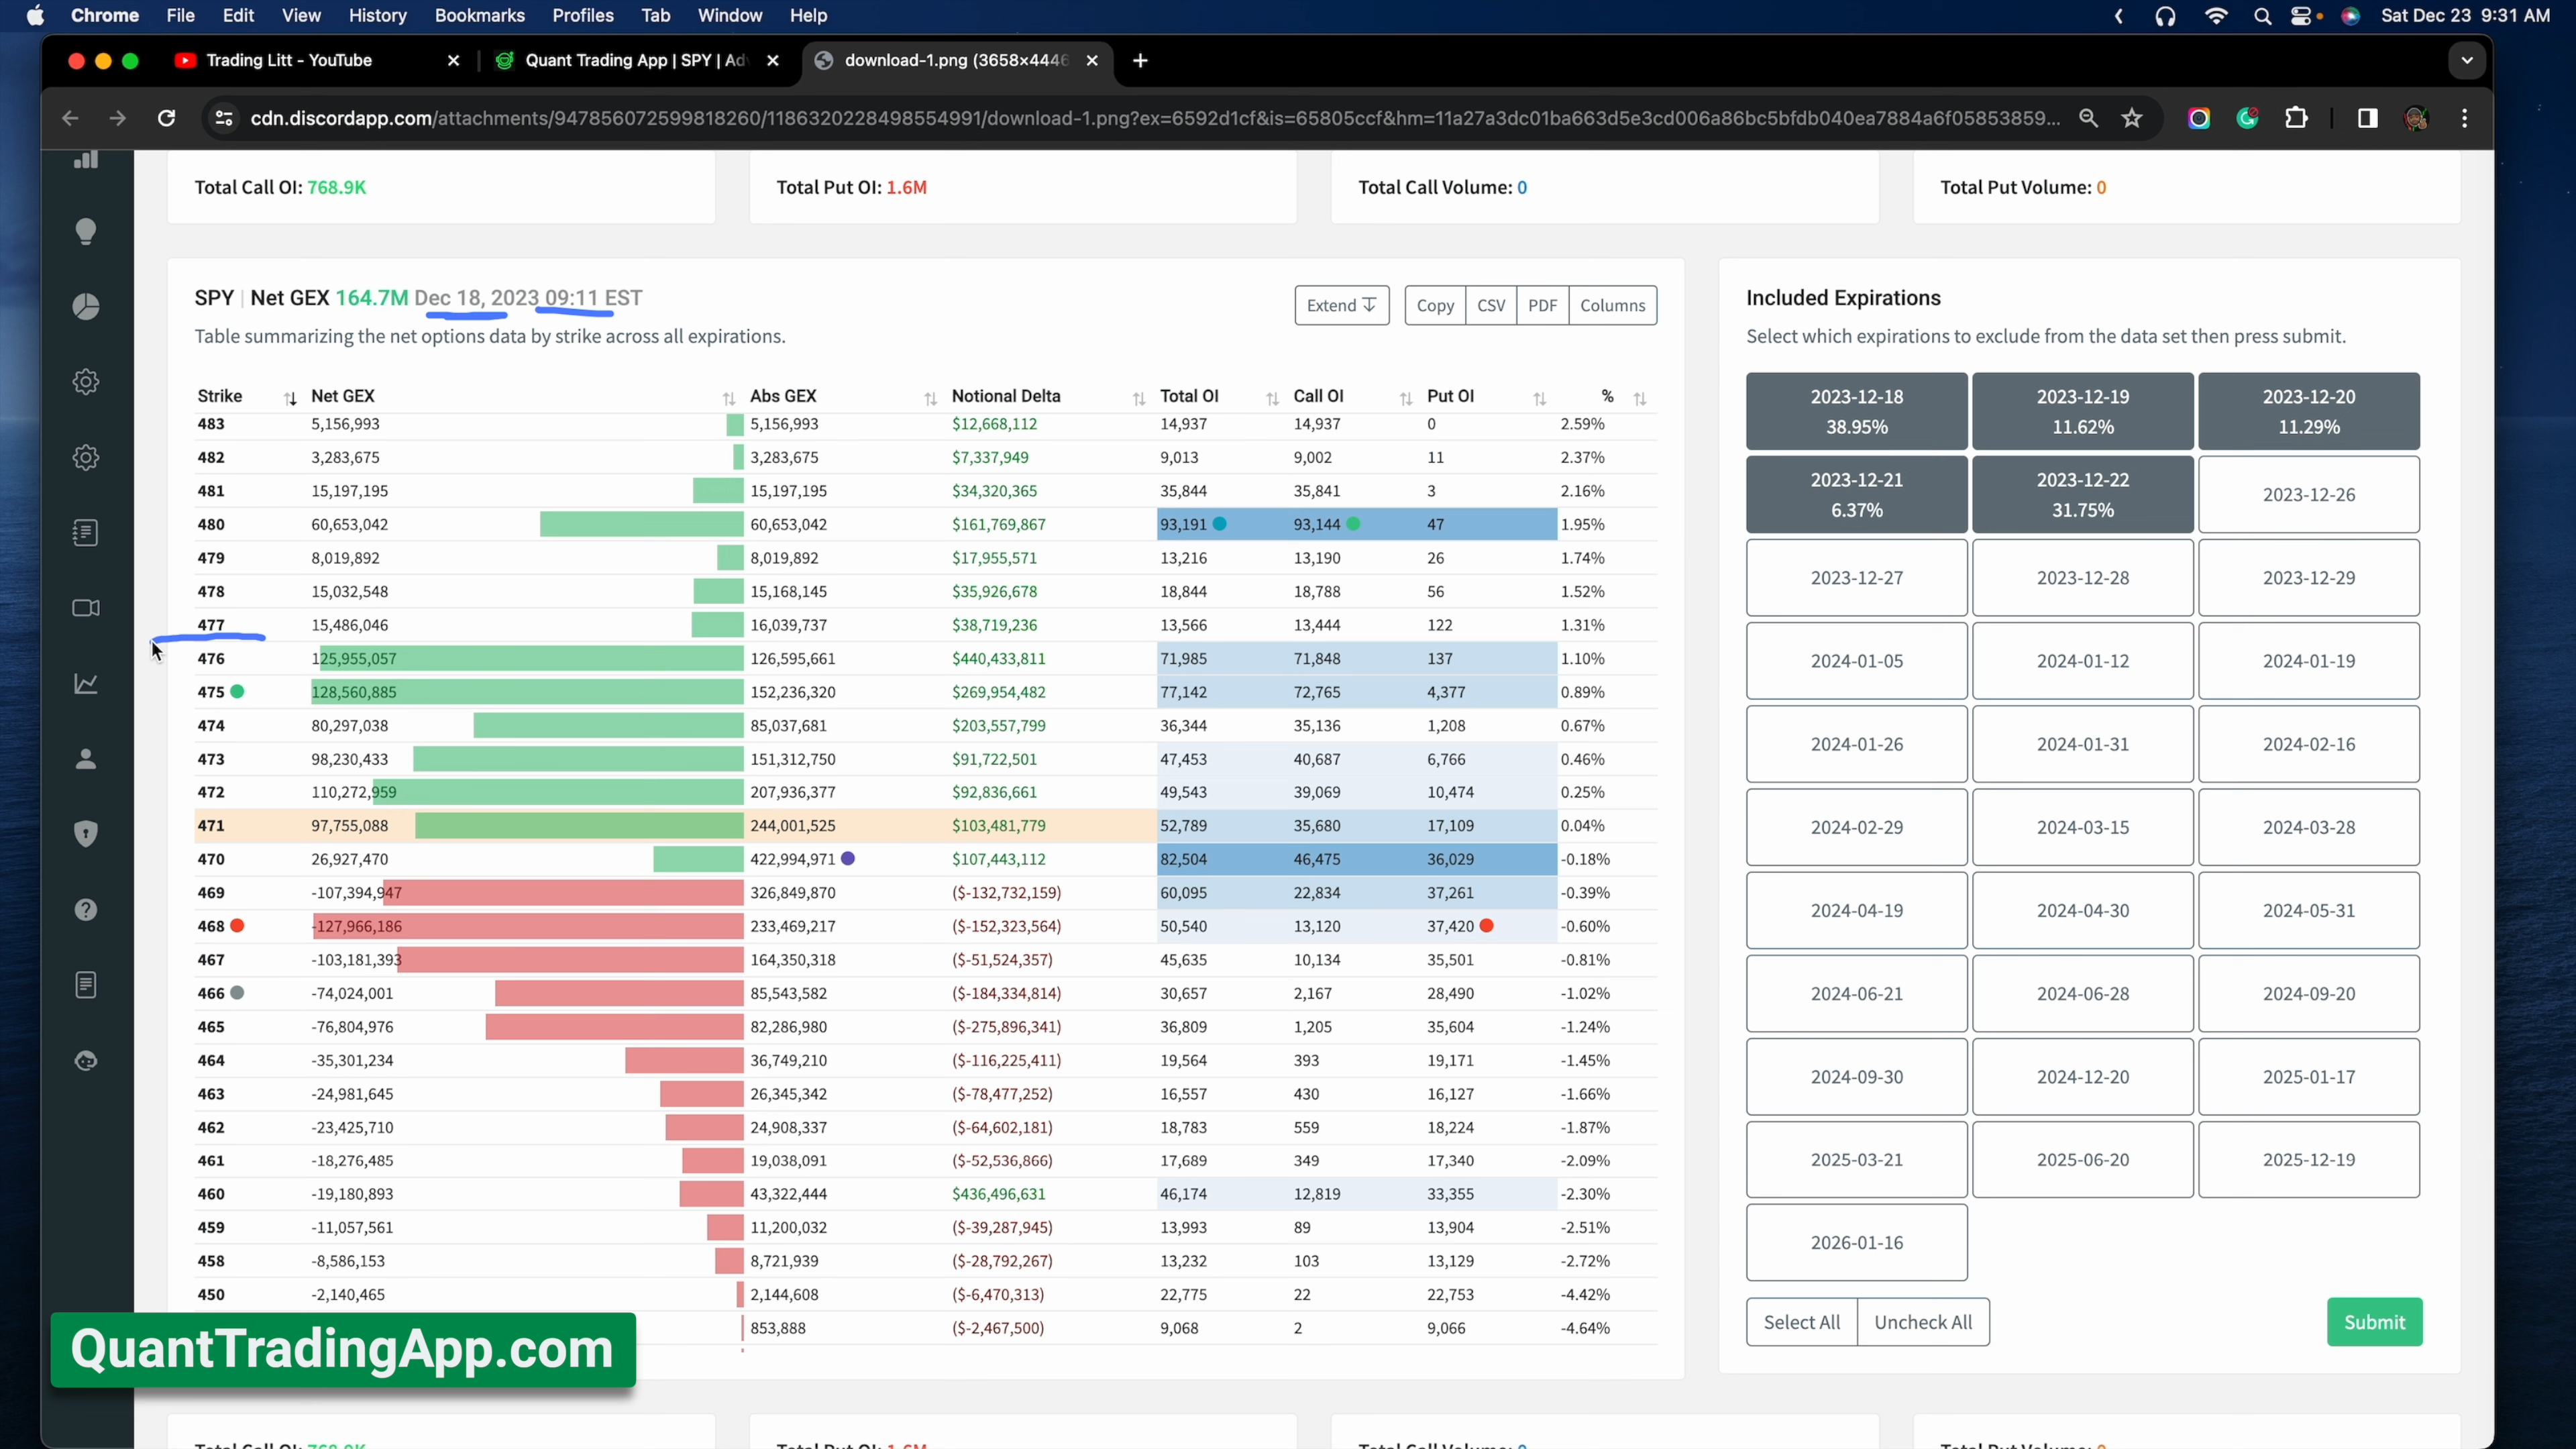 Chrome File Edit View History Bookmarks Profiles Tab Window Help Sat Dec 23 9:31 AM
Trading Litt - YouTube Quant Trading App | SPY | Ad download-1.png (3658×4446
cdn.discordapp.com/attachments/947856072599818260/1186320228498554991/download-1.png?ex=6592d1cf&is=65805ccf&hm=11a27a3dc01ba663d5e3cd006a86bc5bfdb040ea7884a6f05853859...
Total Call OI: 768.9K Total Put OI: 1.6M Total Call Volume: 0 Total Put Volume: 0
SPY | Net GEX 164.7M Dec 18, 2023 09:11 EST
Table summarizing the net options data by strike across all expirations.
Extend Copy CSV PDF Columns
Strike Net GEX Abs GEX Notional Delta Total OI Call OI Put OI %
483 5,156,993 5,156,993 $12,668,112 14,937 14,937 0 2.59%
482 3,283,675 3,283,675 $7,337,949 9,013 9,002 11 2.37%
481 15,197,195 15,197,195 $34,320,365 35,844 35,841 3 2.16%
480 60,653,042 60,653,042 $161,769,867 93,191 93,144 47 1.95%
479 8,019,892 8,019,892 $17,955,571 13,216 13,190 26 1.74%
478 15,032,548 15,168,145 $35,926,678 18,844 18,788 56 1.52%
477 15,486,046 16,039,737 $38,719,236 13,566 13,444 122 1.31%
476 125,955,057 126,595,661 $440,433,811 71,985 71,848 137 1.10%
475 128,560,885 152,236,320 $269,954,482 77,142 72,765 4,377 0.89%
474 80,297,038 85,037,681 $203,557,799 36,344 35,136 1,208 0.67%
473 98,230,433 151,312,750 $91,722,501 47,453 40,687 6,766 0.46%
472 110,272,959 207,936,377 $92,836,661 49,543 39,069 10,474 0.25%
471 97,755,088 244,001,525 $103,481,779 52,789 35,680 17,109 0.04%
470 26,927,470 422,994,971 $107,443,112 82,504 46,475 36,029 -0.18%
469 -107,394,947 326,849,870 ($-132,732,159) 60,095 22,834 37,261 -0.39%
468 -127,966,186 233,469,217 ($-152,323,564) 50,540 13,120 37,420 -0.60%
467 -103,181,393 164,350,318 ($-51,524,357) 45,635 10,134 35,501 -0.81%
466 -74,024,001 85,543,582 ($-184,334,814) 30,657 2,167 28,490 -1.02%
465 -76,804,976 82,286,980 ($-275,896,341) 36,809 1,205 35,604 -1.24%
464 -35,301,234 36,749,210 ($-116,225,411) 19,564 393 19,171 -1.45%
463 -24,981,645 26,345,342 ($-78,477,252) 16,557 430 16,127 -1.66%
462 -23,425,710 24,908,337 ($-64,602,181) 18,783 559 18,224 -1.87%
461 -18,276,485 19,038,091 ($-52,536,866) 17,689 349 17,340 -2.09%
460 -19,180,893 43,322,444 $436,496,631 46,174 12,819 33,355 -2.30%
459 -11,057,561 11,200,032 ($-39,287,945) 13,993 89 13,904 -2.51%
458 -8,586,153 8,721,939 ($-28,792,267) 13,232 103 13,129 -2.72%
450 -2,140,465 2,144,608 ($-6,470,313) 22,775 22 22,753 -4.42%
853,888 ($-2,467,500) 9,068 2 9,066 -4.64%
Included Expirations
Select which expirations to exclude from the data set then press submit.
2023-12-18 2023-12-19 2023-12-20
38.95% 11.62% 11.29%
2023-12-21 2023-12-22 2023-12-26
6.37% 31.75%
2023-12-27 2023-12-28 2023-12-29
2024-01-05 2024-01-12 2024-01-19
2024-01-26 2024-01-31 2024-02-16
2024-02-29 2024-03-15 2024-03-28
2024-04-19 2024-04-30 2024-05-31
2024-06-21 2024-06-28 2024-09-20
2024-09-30 2024-12-20 2025-01-17
2025-03-21 2025-06-20 2025-12-19
2026-01-16
Select All Uncheck All Submit
QuantTradingApp.com
Total Call OI: 768.9K Total Put OI: 1.6M Total Call Volume: 0 Total Put Volume: 0